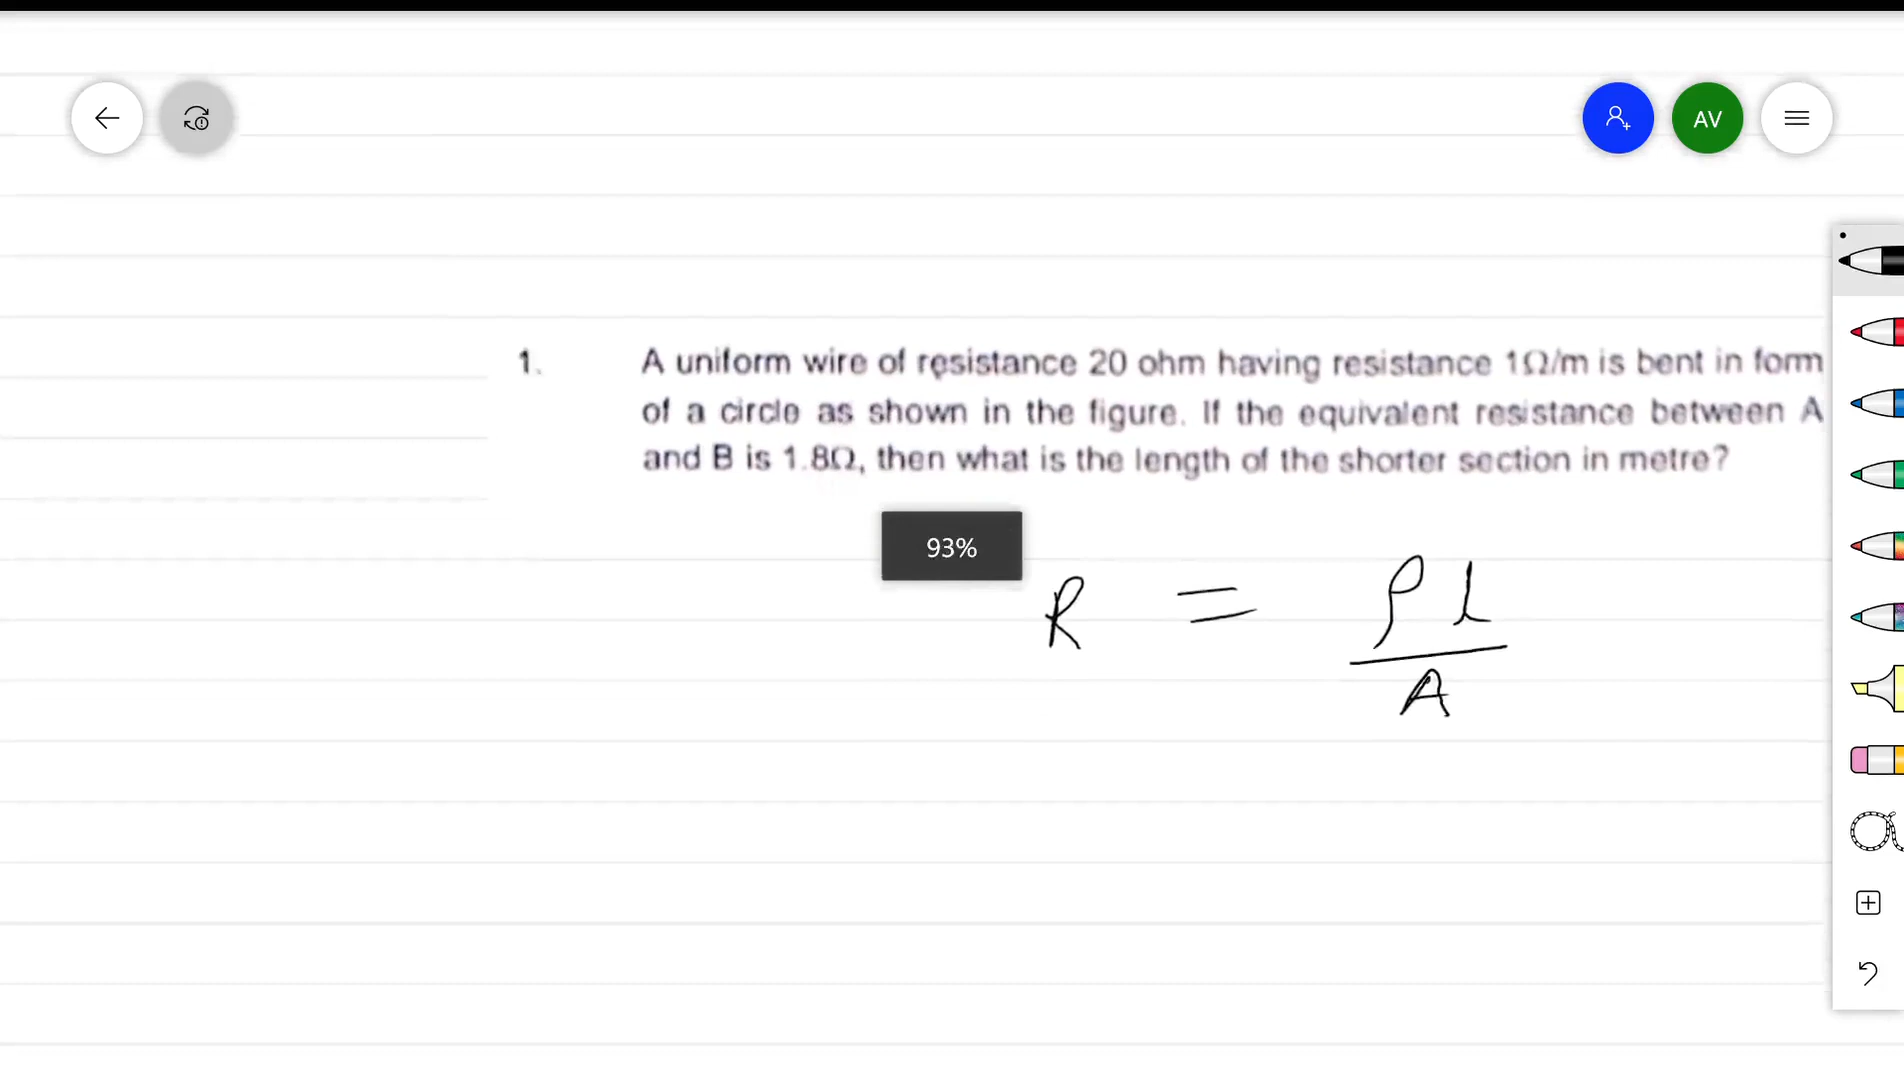 AV
1. A uniform wire of resistance 20 ohm having resistance 1Ω/m is bent in form
of a circle as shown in the figure. If the equivalent resistance between A
and B is 1.8Ω, then what is the length of the shorter section in metre?
93%
R = ρl
A